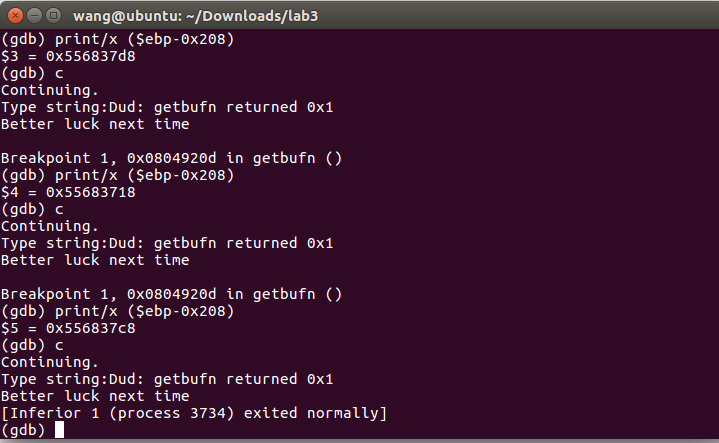 wang@ubuntu: ~/Downloads/lab3
(gdb) print/x ($ebp-0x208)
$3 = 0x556837d8
(gdb) c
Continuing.
Type string:Dud: getbufn returned 0x1
Better luck next time
Breakpoint 1, 0x0804920d in getbufn ()
(gdb) print/x ($ebp-0x208)
$4 = 0x55683718
(gdb) c
Continuing.
Type string:Dud: getbufn returned 0x1
Better luck next time
Breakpoint 1, 0x0804920d in getbufn ()
(gdb) print/x ($ebp-0x208)
$5 = 0x556837c8
(gdb) c
Continuing.
Type string:Dud: getbufn returned 0x1
Better luck next time
[Inferior 1 (process 3734) exited normally]
(gdb)